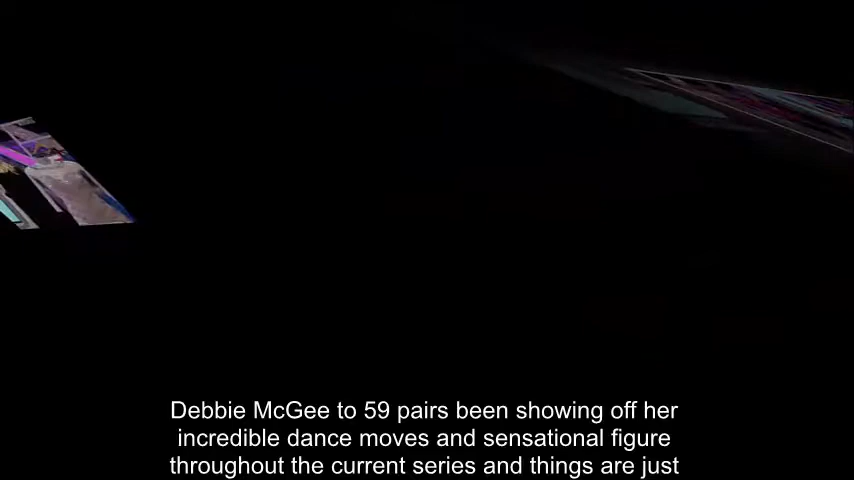 Debbie McGee to 59 pairs been showing off her
incredible dance moves and sensational figure
throughout the current series and things are just